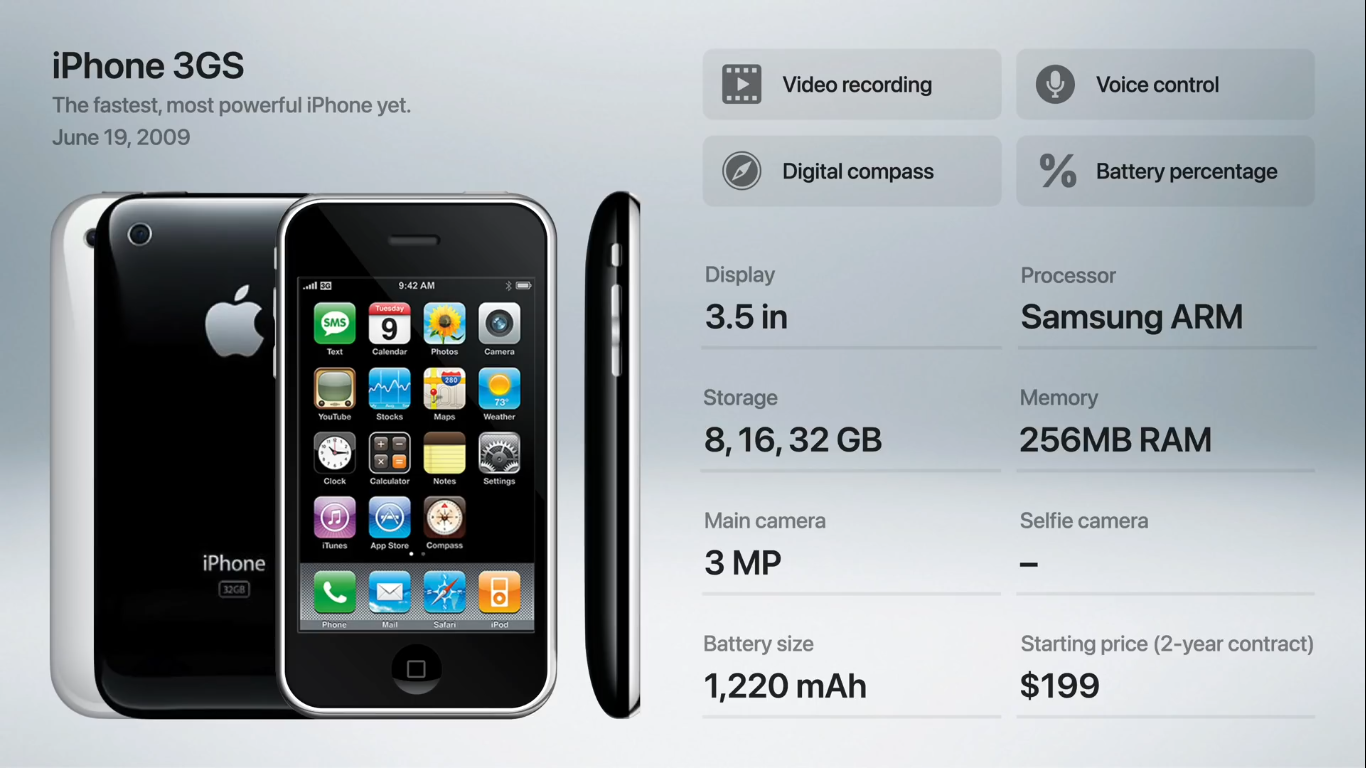 iPhone 3GS
The fastest, most powerful iPhone yet.
June 19, 2009
Video recording
Voice control
Digital compass
% Battery percentage
3G
9:42 AM
SMS
Tuesday
9
280
73°
Text
Calendar
Photos
Camera
YouTube
Stocks
Maps
Weather
Clock
Calculator
Notes
Settings
iTunes
App Store
Compass
Phone
Mail
Safari
iPod
iPhone
32GB
Display
3.5 in
Processor
Samsung ARM
Storage
8, 16, 32 GB
Memory
256MB RAM
Main camera
3 MP
Selfie camera
–
Battery size
1,220 mAh
Starting price (2-year contract)
$199